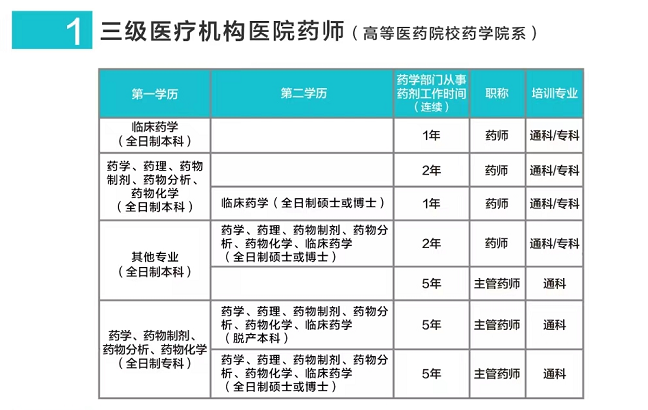 1 三级医疗机构医院药师（高等医药院校药学院系）
第一学历
第二学历
药学部门从事
药剂工作时间
（连续）
职称
培训专业
临床药学
（全日制本科）
1年
药师
通科/专科
药学、药理、药物
制剂、药物分析、
药物化学
（全日制本科）
2年
药师
通科/专科
临床药学（全日制硕士或博士）
1年
药师
通科/专科
其他专业
（全日制本科）
药学、药理、药物制剂、药物分
析、药物化学、临床药学
（全日制硕士或博士）
2年
药师
通科/专科
5年
主管药师
通科
药学、药物制剂、
药物分析、药物化学
（全日制专科）
药学、药理、药物制剂、药物分
析、药物化学、临床药学
（脱产本科）
5年
主管药师
通科
药学、药理、药物制剂、药物分
析、药物化学、临床药学
（全日制硕士或博士）
5年
主管药师
通科